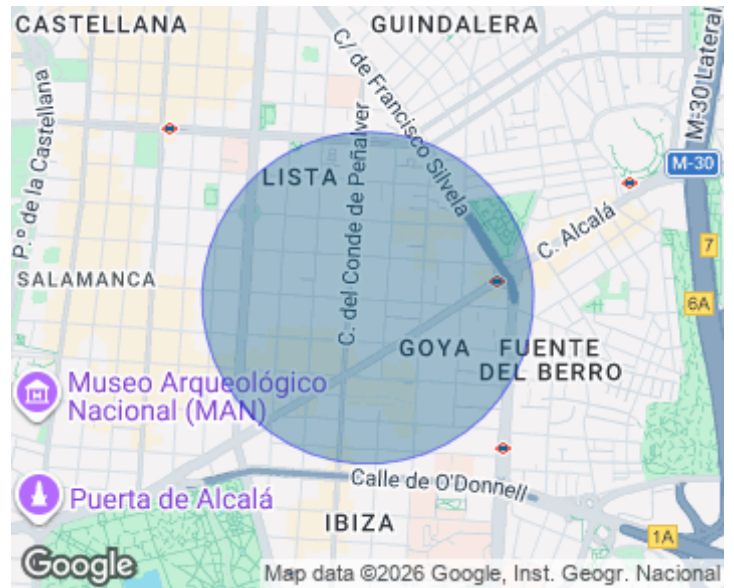 CASTELLANA
GUINDALERA
C/ de Francisco Silvela
M-30 Lateral
P.º de la Castellana
LISTA
C. del Conde de Peñalver
M-30
C. Alcalá
7
SALAMANCA
6A
GOYA
FUENTE
DEL BERRO
Museo Arqueológico
Nacional (MAN)
Calle de O'Donnell
Puerta de Alcalá
IBIZA
1A
Google
Map data ©2026 Google, Inst. Geogr. Nacional